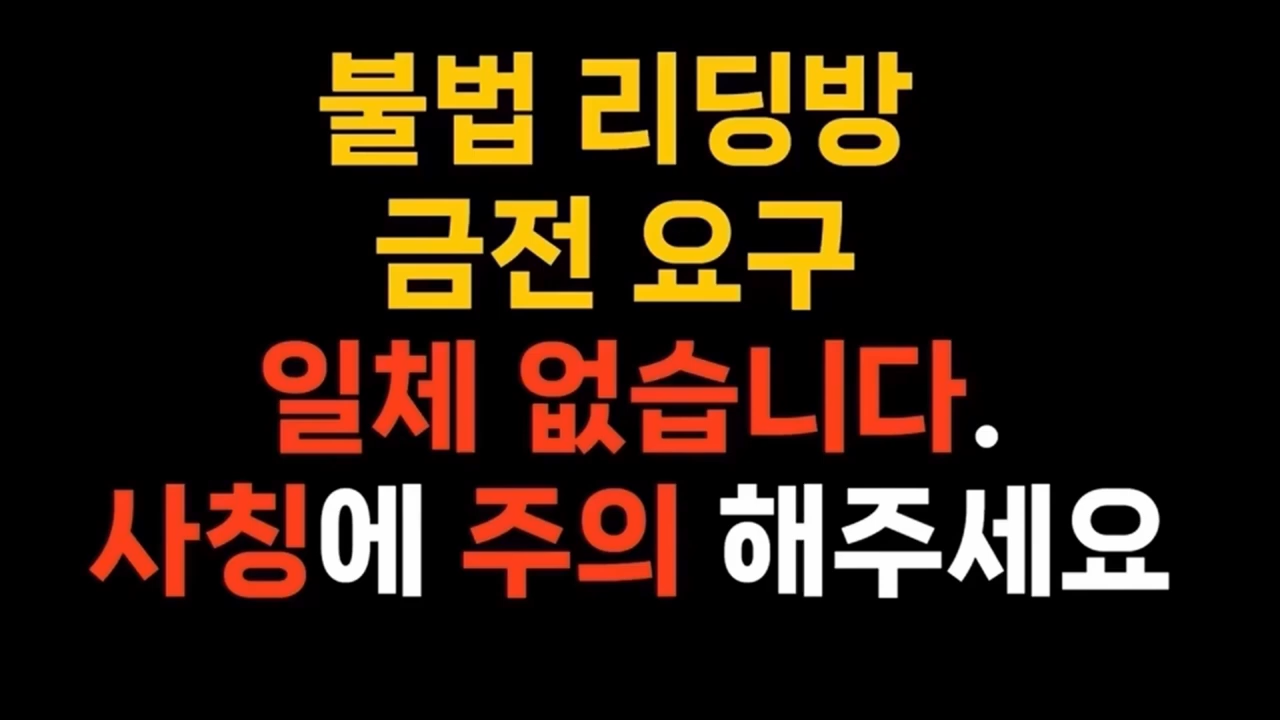 불법 리딩방
금전 요구
일체 없습니다.
사칭에 주의 해주세요